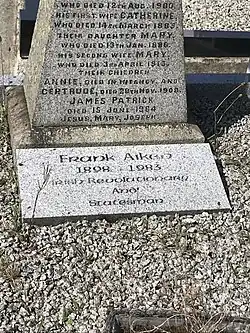 WHO DIED 12TH AUG. 1900.
HIS FIRST WIFE CATHERINE,
WHO DIED 14TH MARCH 1883.
THEIR DAUGHTER MARY,
WHO DIED 13TH JAN. 1886.
HIS SECOND WIFE MARY,
WHO DIED 3RD APRIL 1913.
THEIR CHILDREN
ANNIE, DIED IN INFANCY, AND
GERTRUDE, DIED 28TH NOV. 1908.
JAMES PATRICK
DIED 15 JUNE 1964
JESUS, MARY, JOSEPH
Frank Aiken
1898 - 1983
Irish Revolutionary
And
Statesman